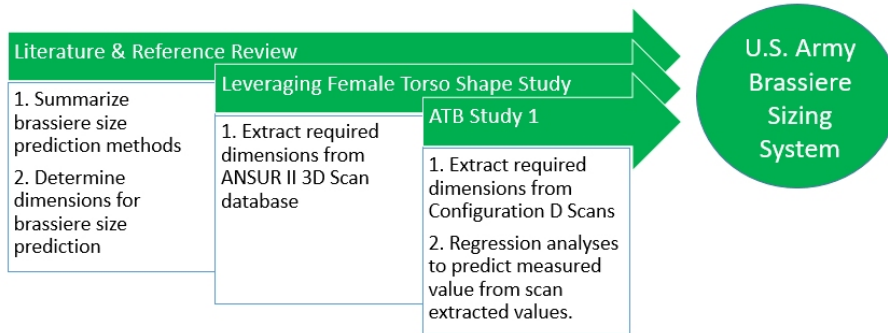 Literature & Reference Review
1. Summarize
brassiere size
prediction methods
2. Determine
dimensions for
brassiere size
prediction
Leveraging Female Torso Shape Study
1. Extract required
dimensions from
ANSUR II 3D Scan
database
ATB Study 1
1. Extract required
dimensions from
Configuration D Scans
2. Regression analyses
to predict measured
value from scan
extracted values.
U.S. Army
Brassiere
Sizing
System